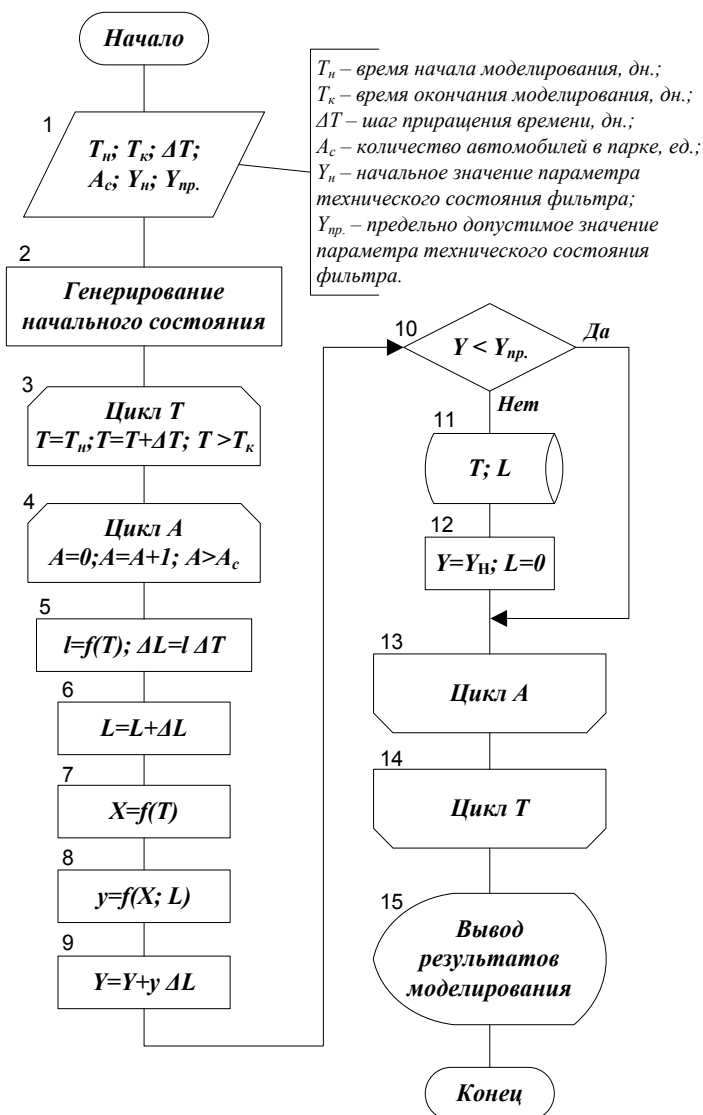 Начало
1
Tн; Tк; ΔT;
Aс; Yн; Yпр.
Tн – время начала моделирования, дн.;
Tк – время окончания моделирования, дн.;
ΔT – шаг приращения времени, дн.;
Aс – количество автомобилей в парке, ед.;
Yн – начальное значение параметра
технического состояния фильтра;
Yпр. – предельно допустимое значение
параметра технического состояния
фильтра.
2
Генерирование
начального состояния
3
Цикл T
T=Tн;T=T+ΔT; T >Tк
4
Цикл A
A=0;A=A+1; A>Aс
5
l=f(T); ΔL=l ΔT
6
L=L+ΔL
7
X=f(T)
8
y=f(X; L)
9
Y=Y+y ΔL
10
Y < Yпр.
Да
Нет
11
T; L
12
Y=YН; L=0
13
Цикл A
14
Цикл T
15
Вывод
результатов
моделирования
Конец